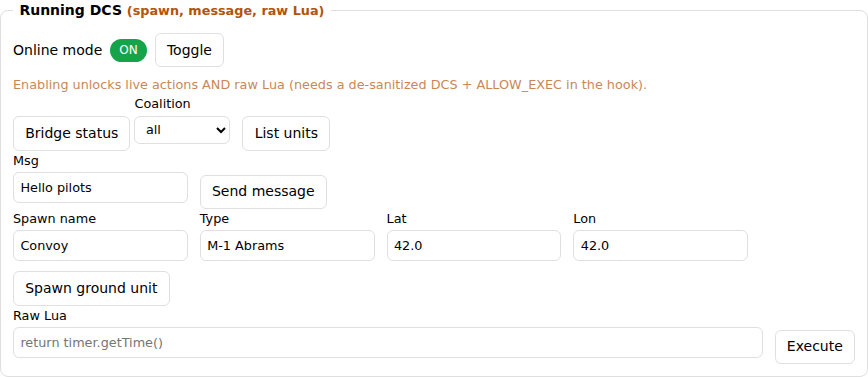 Running DCS (spawn, message, raw Lua)
Online mode ON Toggle
Enabling unlocks live actions AND raw Lua (needs a de-sanitized DCS + ALLOW_EXEC in the hook).
Coalition
Bridge status all List units
Msg
Hello pilots Send message
Spawn name Type Lat Lon
Convoy M-1 Abrams 42.0 42.0
Spawn ground unit
Raw Lua
return timer.getTime() Execute